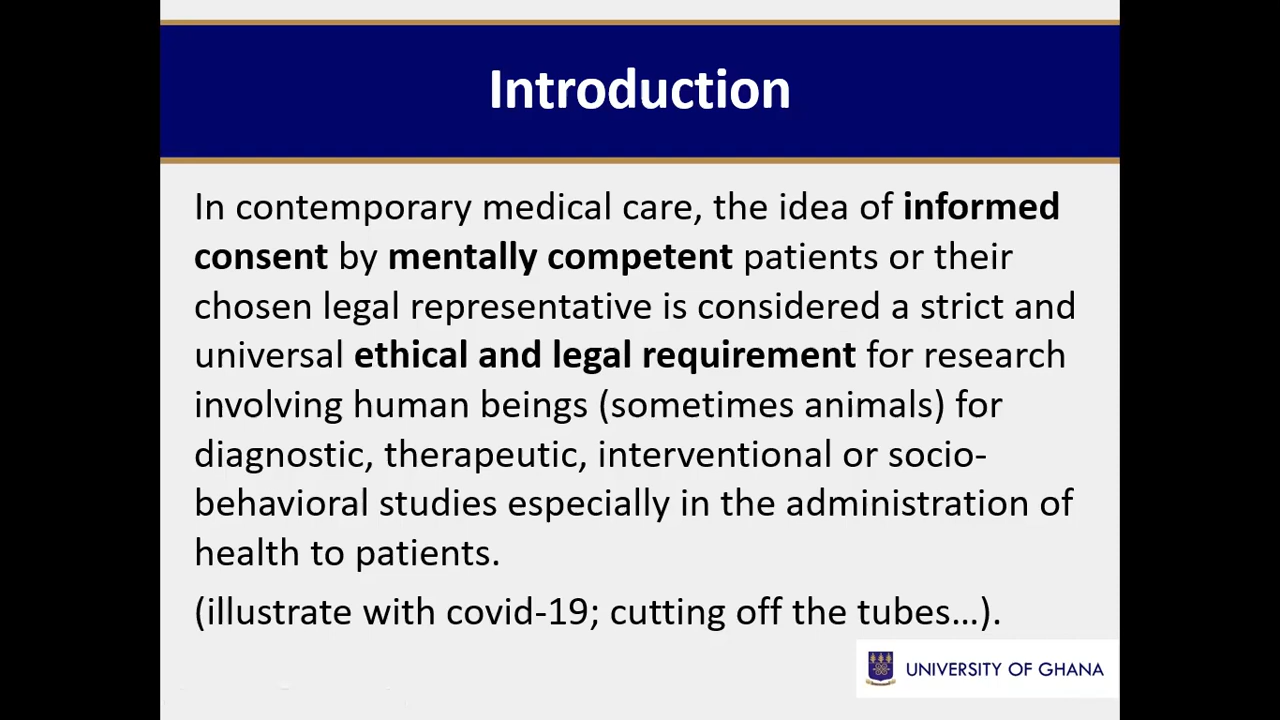 Introduction
In contemporary medical care, the idea of informed
consent by mentally competent patients or their
chosen legal representative is considered a strict and
universal ethical and legal requirement for research
involving human beings (sometimes animals) for
diagnostic, therapeutic, interventional or socio-
behavioral studies especially in the administration of
health to patients.
(illustrate with covid-19; cutting off the tubes…).
UNIVERSITY OF GHANA